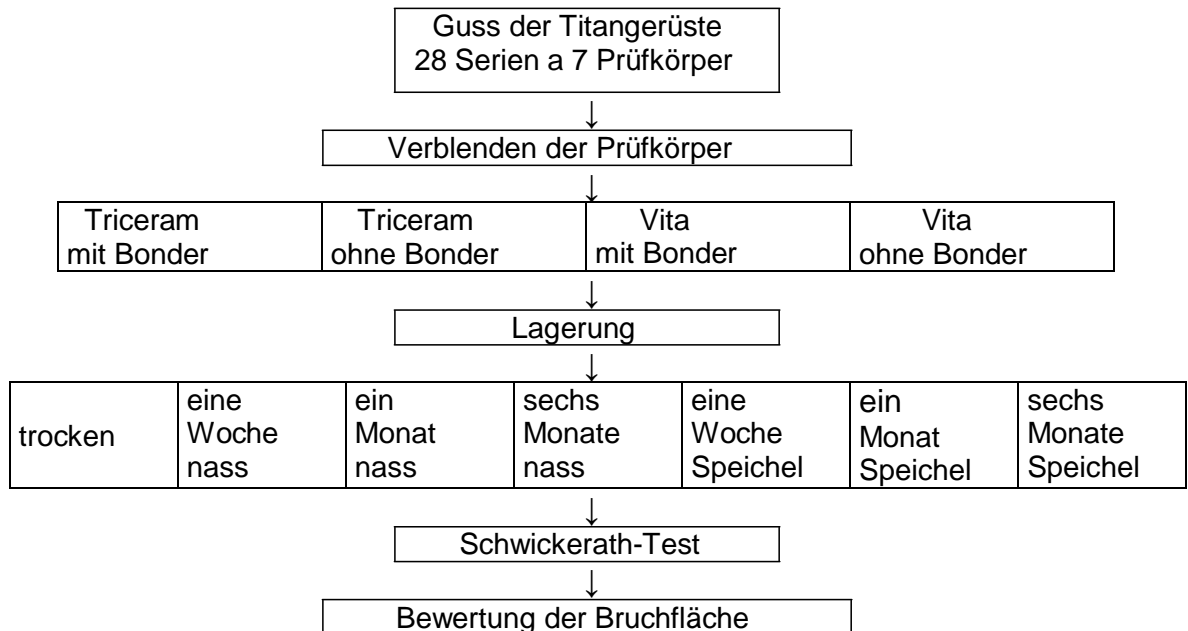 Guss der Titangerüste
28 Serien a 7 Prüfkörper
↓
Verblenden der Prüfkörper
↓
Triceram
mit Bonder
Triceram
ohne Bonder
Vita
mit Bonder
Vita
ohne Bonder
↓
Lagerung
↓
trocken
eine
Woche
nass
ein
Monat
nass
sechs
Monate
nass
eine
Woche
Speichel
ein
Monat
Speichel
sechs
Monate
Speichel
↓
Schwickerath-Test
↓
Bewertung der Bruchfläche